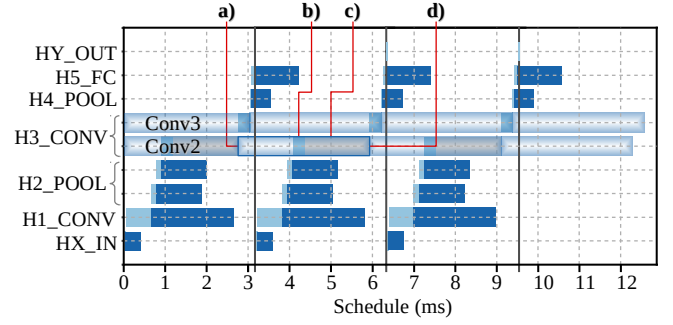 a) b) c) d)
HY_OUT
H5_FC
H4_POOL
Conv3
H3_CONV
Conv2
H2_POOL
H1_CONV
HX_IN
0 1 2 3 4 5 6 7 8 9 10 11 12
Schedule (ms)